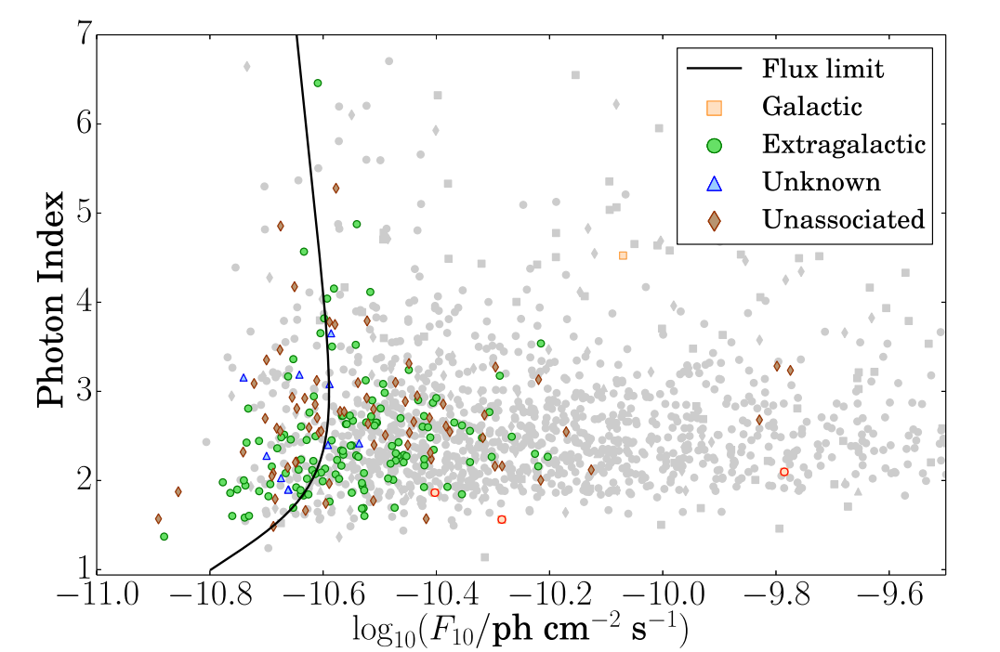 7
6
5
4
3
2
1
Photon Index
Flux limit
Galactic
Extragalactic
Unknown
Unassociated
−11.0 −10.8 −10.6 −10.4 −10.2 −10.0 −9.8 −9.6
log₁₀(F₁₀/ph cm⁻² s⁻¹)